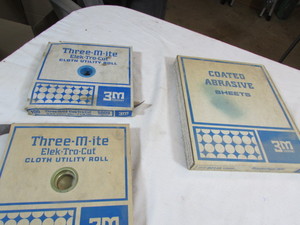 Three-M-ite
Elek-Tro-Cut
CLOTH UTILITY ROLL
3M
COATED
ABRASIVE
SHEETS
3M
Three-M-ite
Elek-Tro-Cut
CLOTH UTILITY ROLL
3M